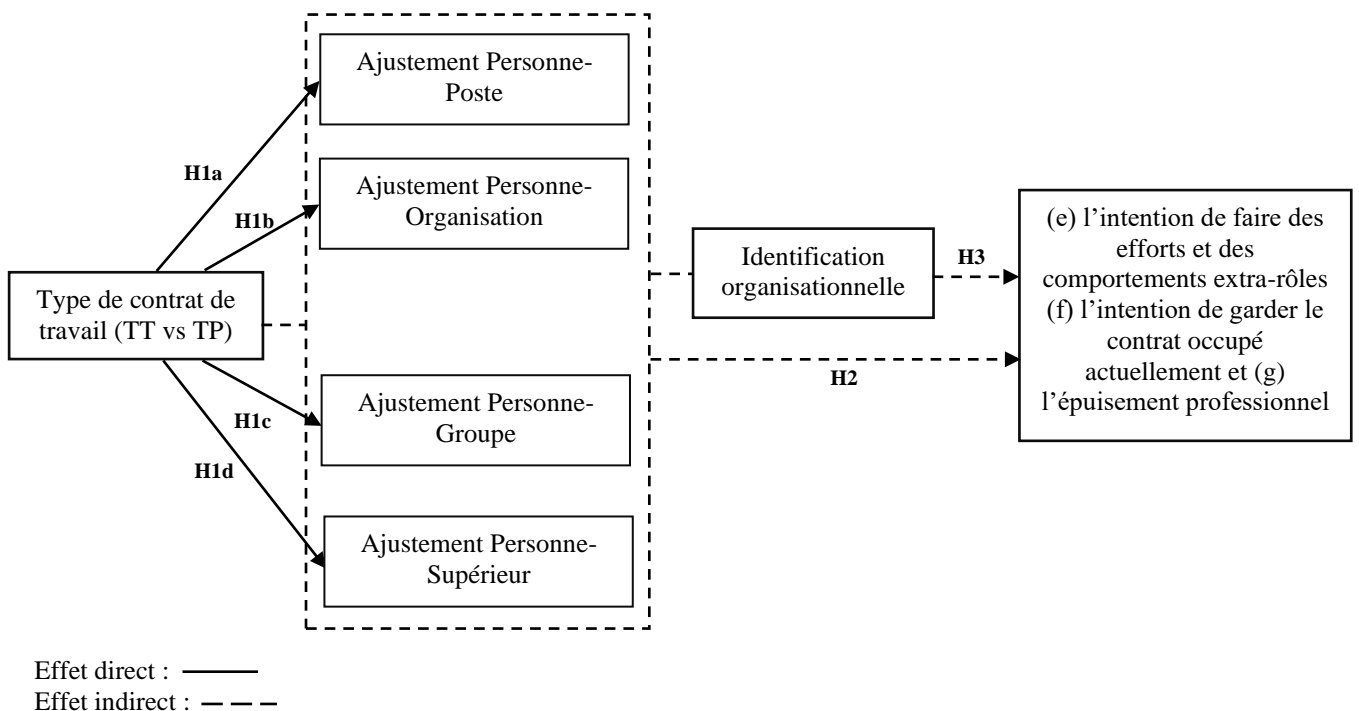 Ajustement Personne-
Poste
H1a
Ajustement Personne-
Organisation
H1b
Type de contrat de
travail (TT vs TP)
Identification
organisationnelle
H3
(e) l’intention de faire des
efforts et des
comportements extra-rôles
(f) l’intention de garder le
contrat occupé
actuellement et (g)
l’épuisement professionnel
H2
Ajustement Personne-
Groupe
H1c
H1d
Ajustement Personne-
Supérieur
Effet direct :
Effet indirect :